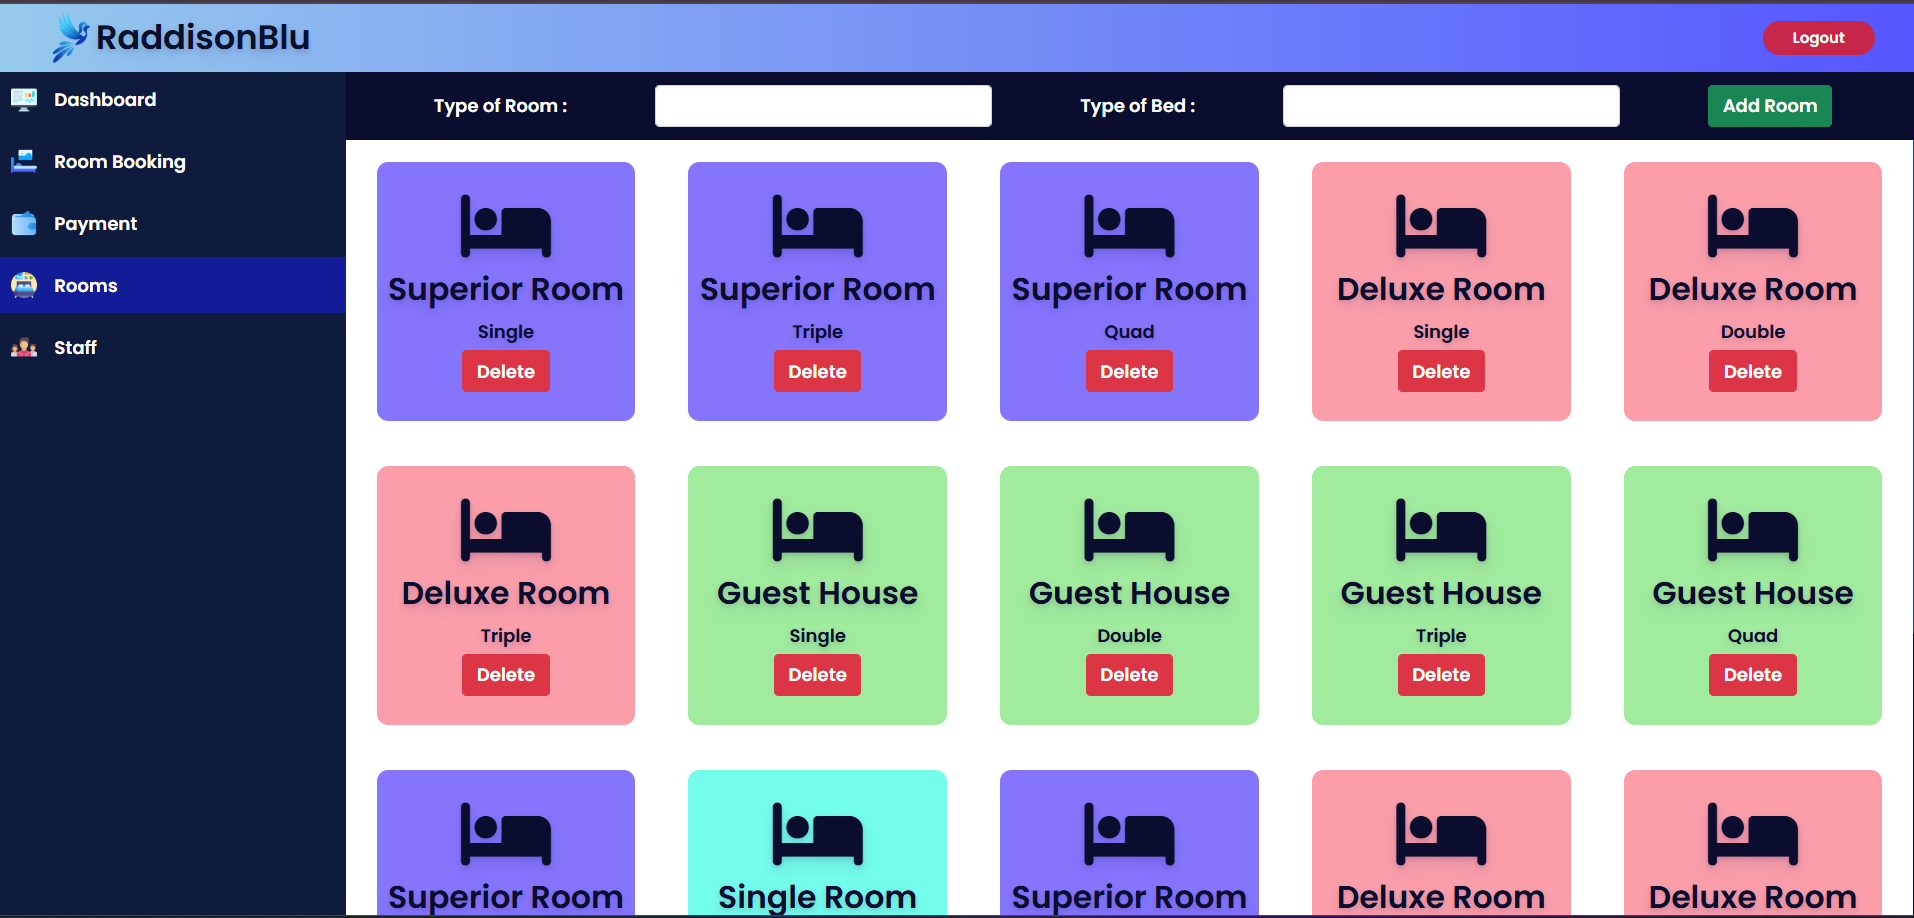 RaddisonBlu
Logout
Dashboard
Room Booking
Payment
Rooms
Staff
Type of Room :
Type of Bed :
Add Room
Superior Room
Single
Delete
Superior Room
Triple
Delete
Superior Room
Quad
Delete
Deluxe Room
Single
Delete
Deluxe Room
Double
Delete
Deluxe Room
Triple
Delete
Guest House
Single
Delete
Guest House
Double
Delete
Guest House
Triple
Delete
Guest House
Quad
Delete
Superior Room
Single Room
Superior Room
Deluxe Room
Deluxe Room